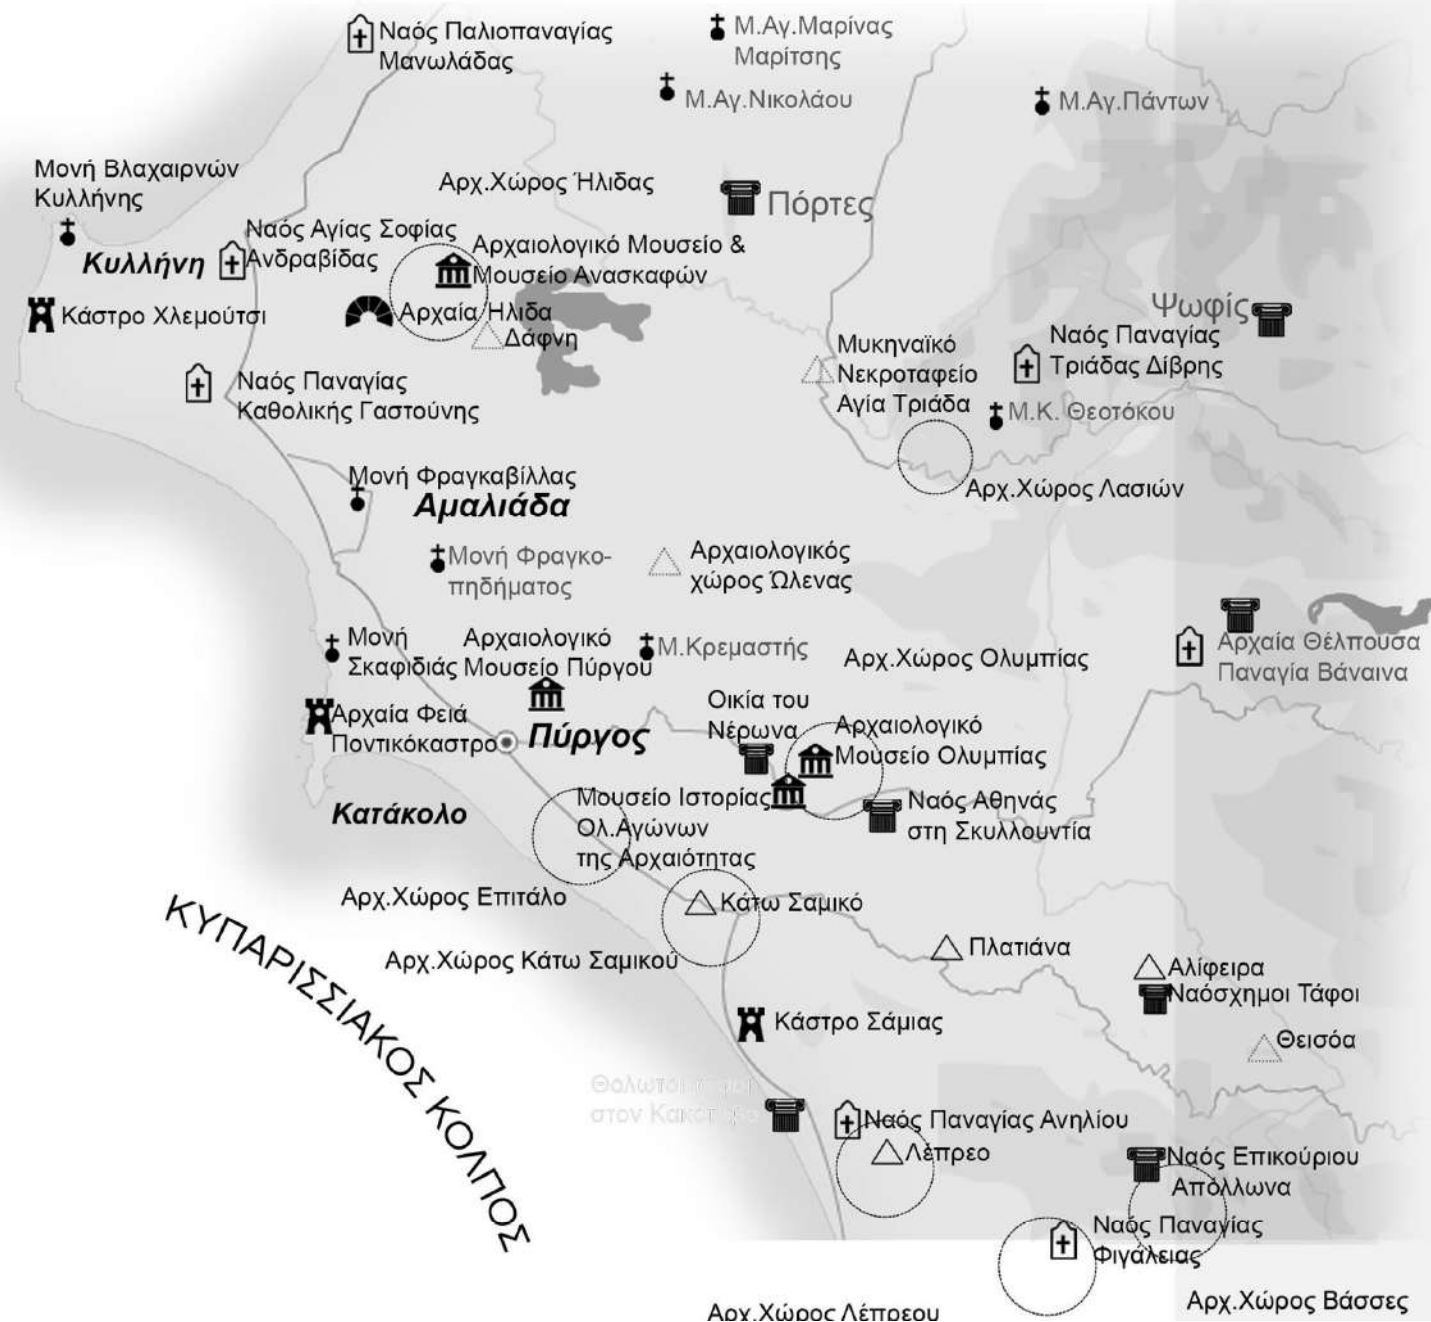 Ναός Παλιοπαναγίας
Μανωλάδας
Μ.Αγ.Μαρίνας
Μαρίτσης
Μ.Αγ.Νικολάου
Μ.Αγ.Πάντων
Μονή Βλαχαιρνών
Κυλλήνης
Αρχ.Χώρος Ήλιδας
Πόρτες
Ναός Αγίας Σοφίας
Ανδραβίδας
Κυλλήνη
Αρχαιολογικό Μουσείο &
Μουσείο Ανασκαφών
Κάστρο Χλεμούτσι
Αρχαία Ήλιδα
Δάφνη
Ψωφίς
Ναός Παναγίας
Τριάδας Δίβρης
Μυκηναϊκό
Νεκροταφείο
Αγία Τριάδα
Ναός Παναγίας
Καθολικής Γαστούνης
Μ.Κ. Θεοτόκου
Μονή Φραγκαβίλλας
Αμαλιάδα
Αρχ.Χώρος Λασιών
Μονή Φραγκο-
πηδήματος
Αρχαιολογικός
χώρος Ώλενας
Μονή
Σκαφιδιάς
Αρχαιολογικό
Μουσείο Πύργου
Μ.Κρεμαστής
Αρχ.Χώρος Ολυμπίας
Αρχαία Θέλπουσα
Παναγία Βάναινα
Αρχαία Φειά
Ποντικόκαστρο
Πύργος
Οικία του
Νέρωνα
Αρχαιολογικό
Μουσείο Ολυμπίας
Κατάκολο
Μουσείο Ιστορίας
Ολ.Αγώνων
της Αρχαιότητας
Ναός Αθηνάς
στη Σκυλλουντία
Αρχ.Χώρος Επιτάλο
Κάτω Σαμικό
Αρχ.Χώρος Κάτω Σαμικού
Πλατιάνα
Αλίφειρα
Ναόσχημοι Τάφοι
Θεισόα
ΚΥΠΑΡΙΣΣΙΑΚΟΣ ΚΟΛΠΟΣ
Κάστρο Σάμιας
στον
Ναός Παναγίας Ανηλίου
Λέπρεο
Ναός Επικούριου
Απόλλωνα
Ναός Παναγίας
Φιγάλειας
Αρχ.Χώρος Λέπρεου
Αρχ.Χώρος Βάσσες